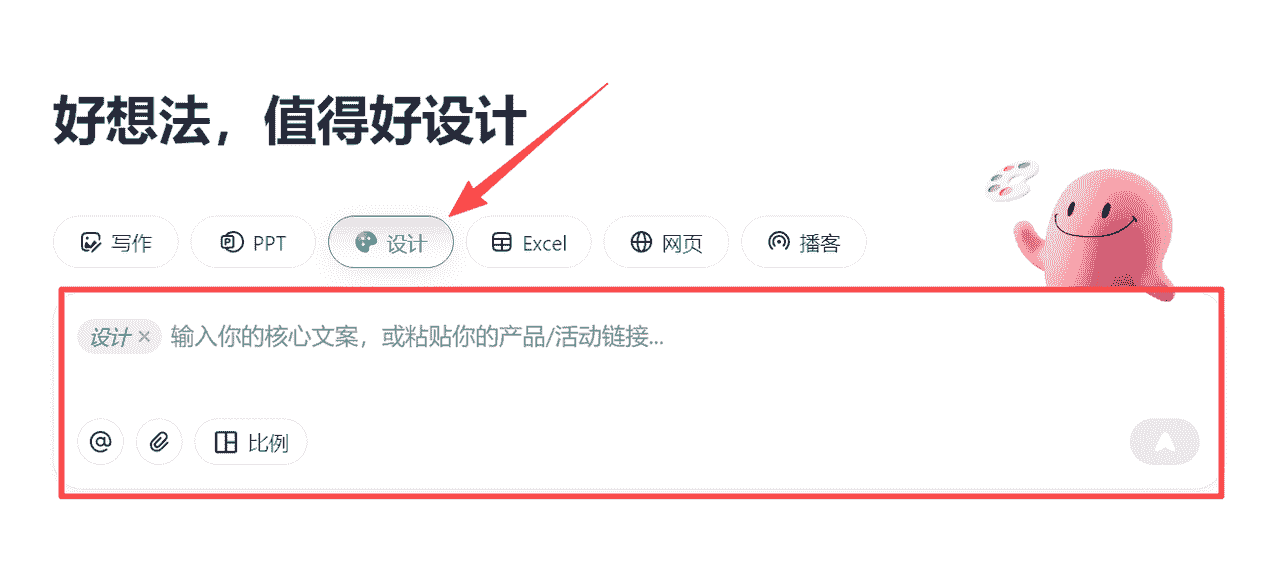 好想法，值得好设计
写作 PPT 设计 Excel 网页 播客
设计 × 输入你的核心文案，或粘贴你的产品/活动链接...
@ 比例